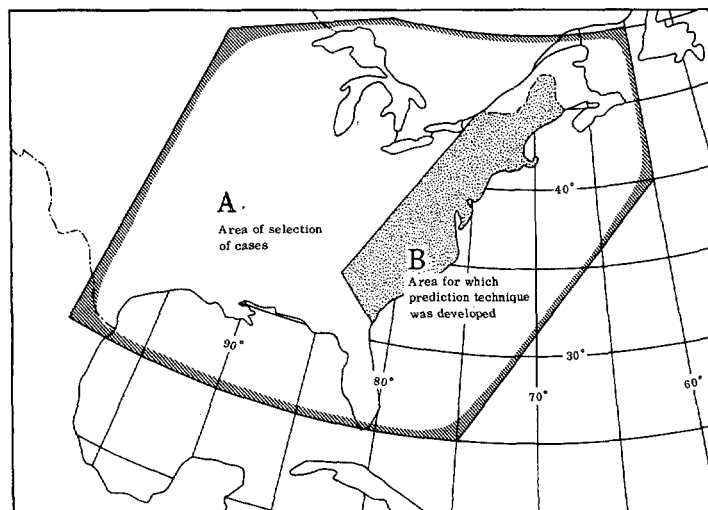 A
Area of selection
of cases
B
Area for which
prediction technique
was developed
40°
30°
90°
80°
70°
60°